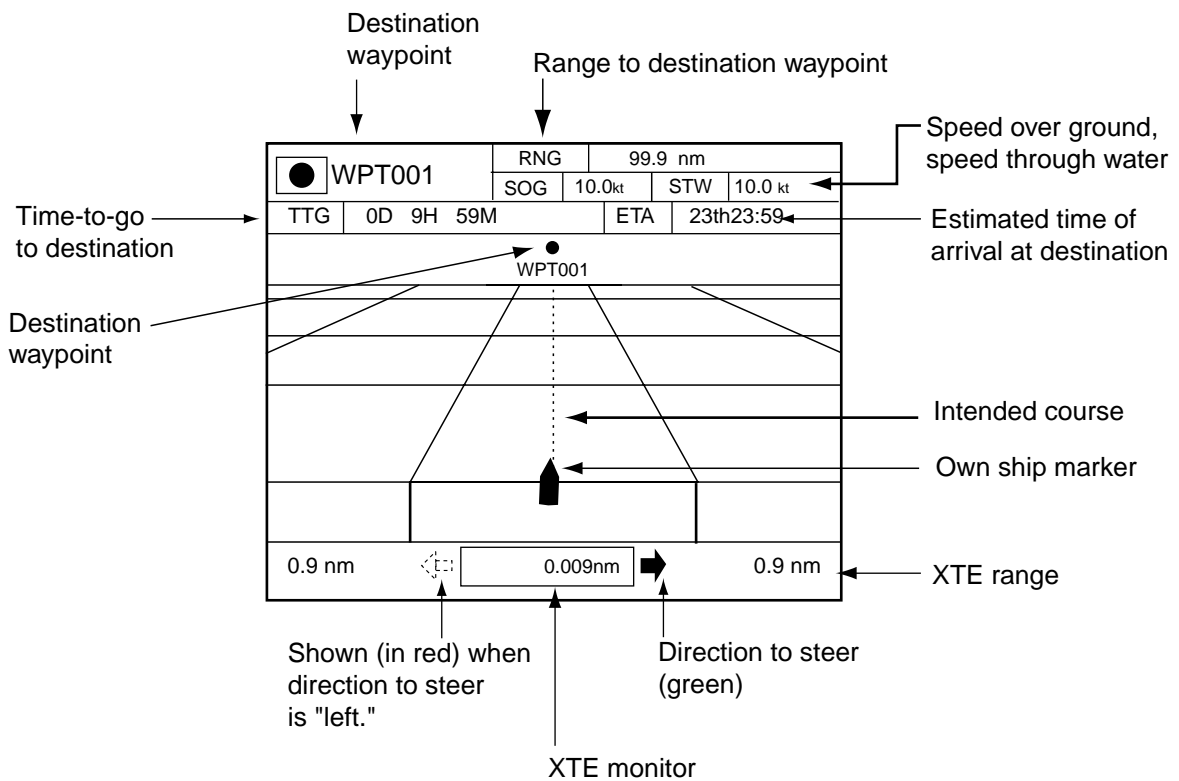 Destination
waypoint
Range to destination waypoint
Speed over ground,
speed through water
WPT001
RNG 99.9 nm
SOG 10.0kt STW 10.0 kt
Time-to-go
to destination
TTG 0D 9H 59M ETA 23th23:59
Estimated time of
arrival at destination
WPT001
Destination
waypoint
Intended course
Own ship marker
0.9 nm 0.009nm 0.9 nm
XTE range
Shown (in red) when
direction to steer
is "left."
Direction to steer
(green)
XTE monitor